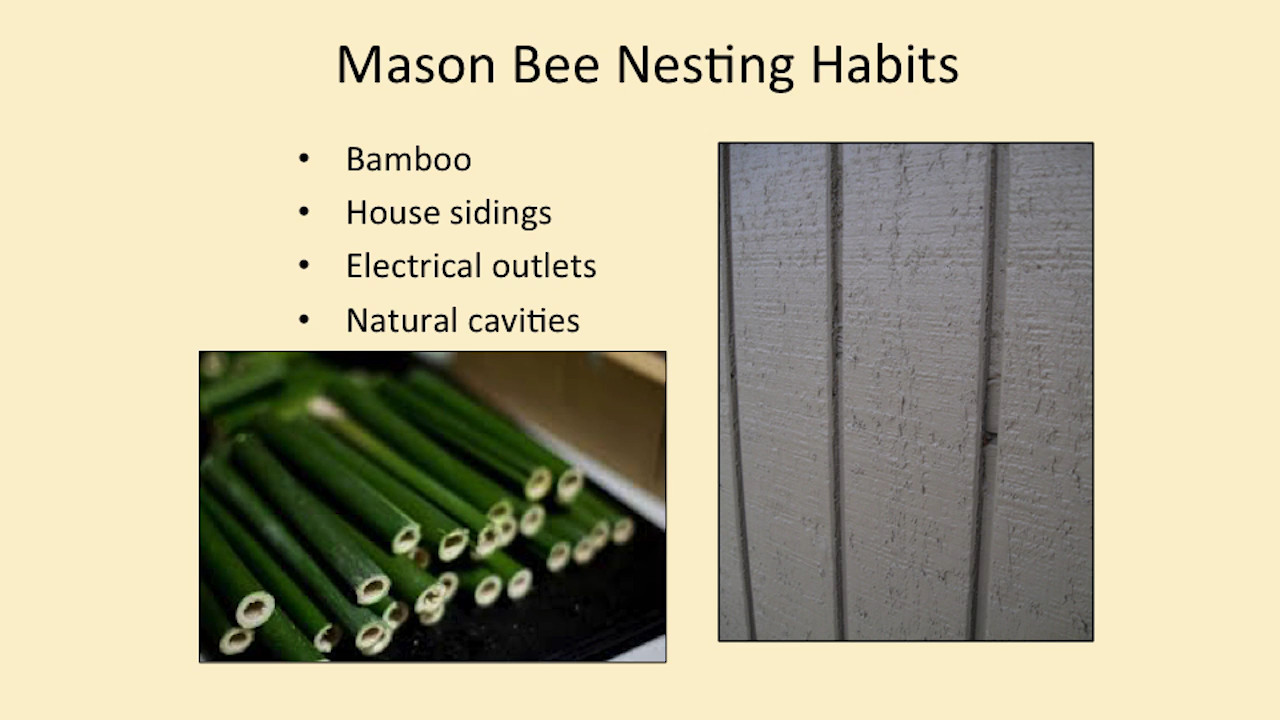 Mason Bee Nesting Habits
• Bamboo
• House sidings
• Electrical outlets
• Natural cavities